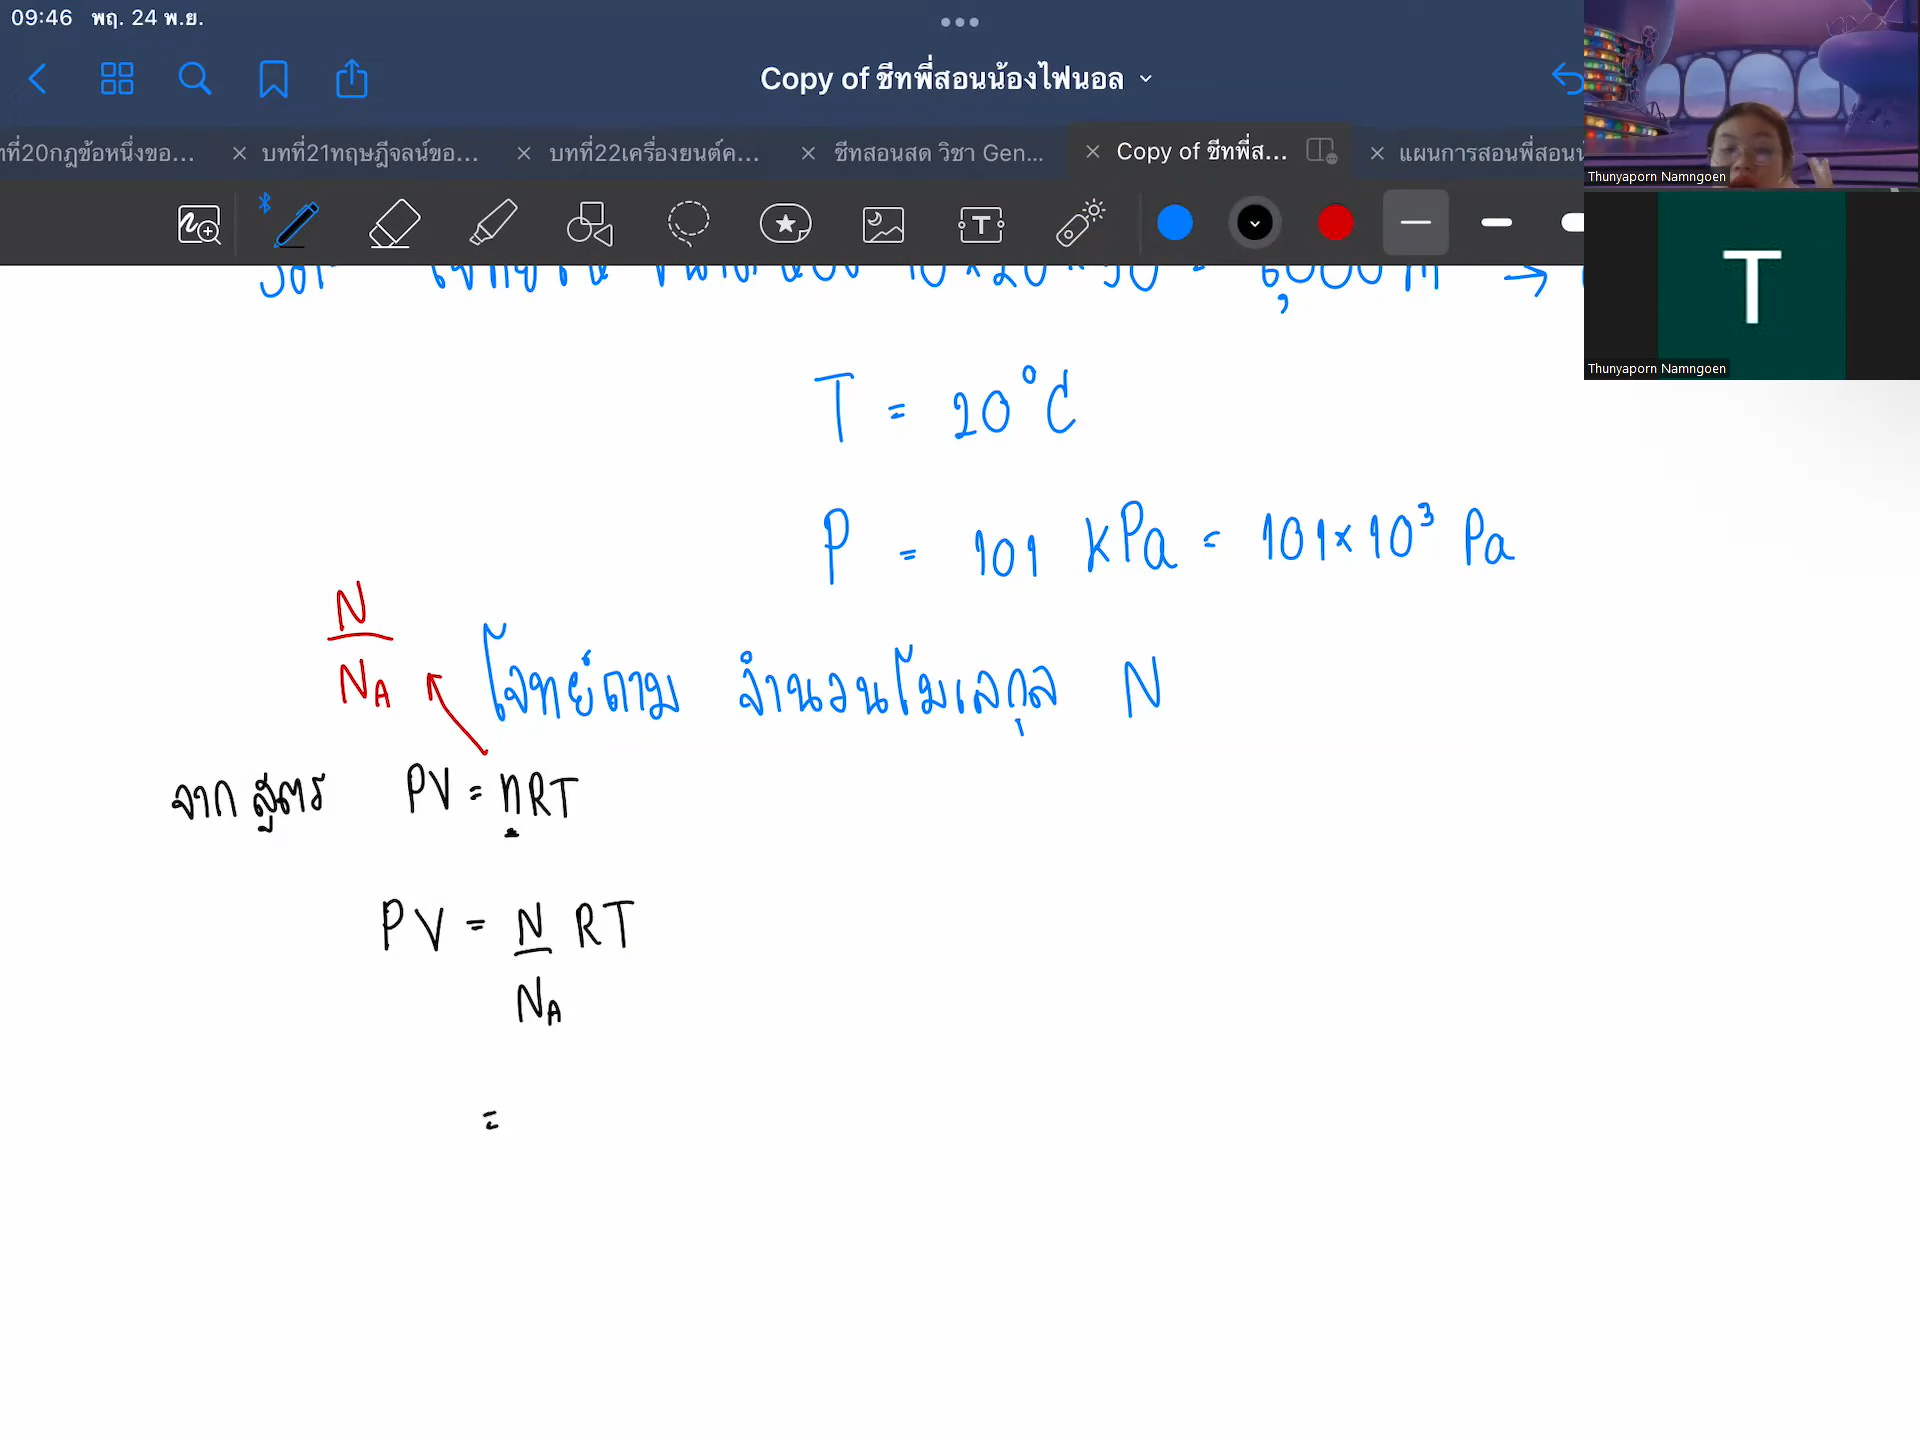 09:46 พฤ. 24 พ.ย.
Copy of ชีทพี่สอนน้องไฟนอล
ทที่20กฎข้อหนึ่งขอ... × บทที่21ทฤษฎีจลน์ขอ... × บทที่22เครื่องยนต์ค... × ชีทสอนสด วิชา Gen... × Copy of ชีทพี่ส... × แผนการสอนพี่สอนน
Thunyaporn Namngoen
T
Thunyaporn Namngoen
10 × 20 × 30 = 6,000 m →
T = 20°C
P = 101 kPa = 101×10³ Pa
N
NA
โจทย์ถาม จำนวนโมเลกุล N
จากสูตร PV = nRT
PV = N RT
NA
=